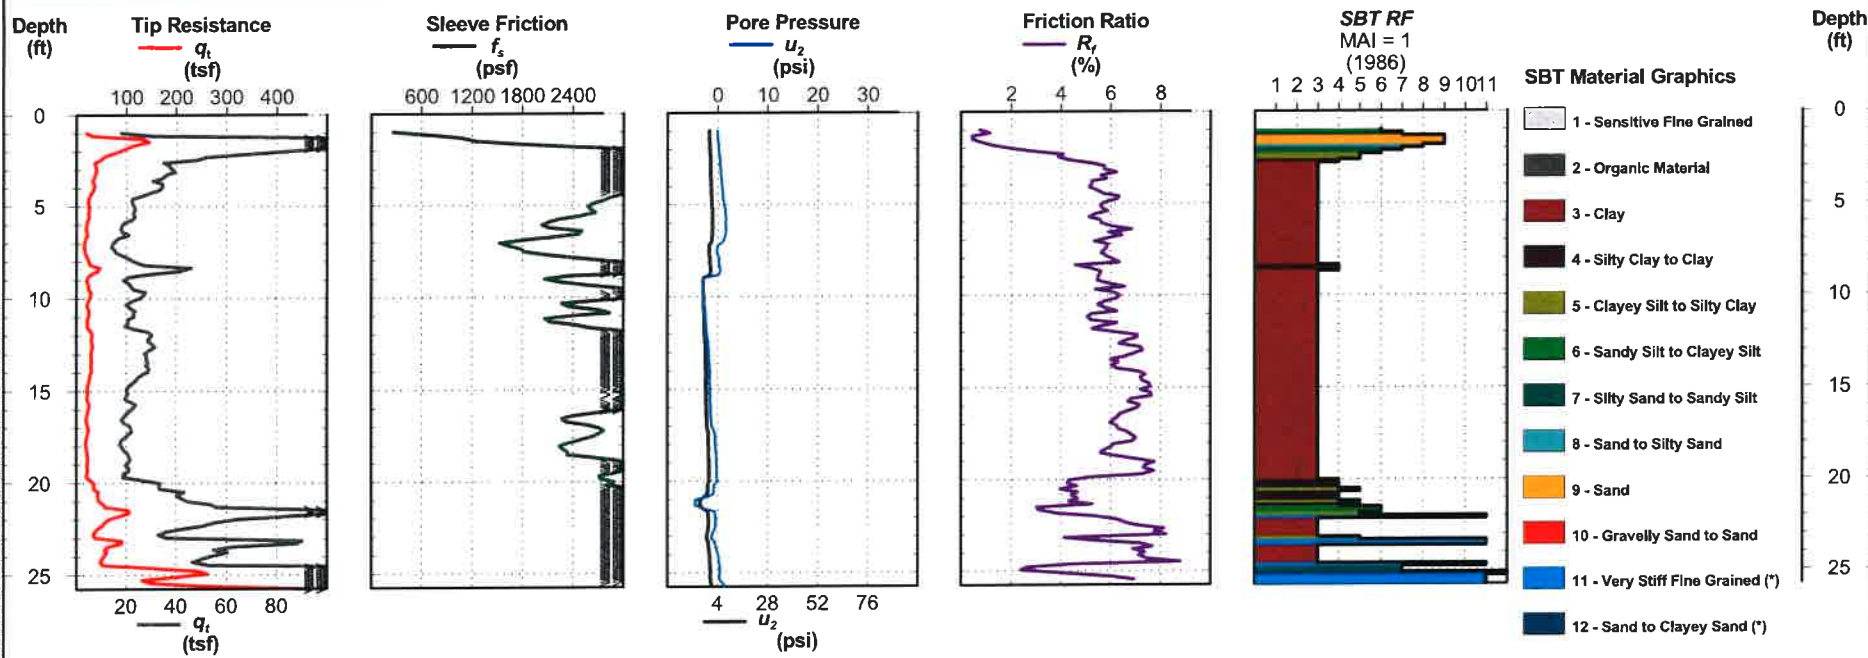 Depth
(ft)
Tip Resistance
qt
(tsf)
100 200 300 400
Sleeve Friction
fs
(psf)
600 1200 1800 2400
Pore Pressure
u2
(psi)
0 10 20 30
Friction Ratio
Rf
(%)
2 4 6 8
SBT RF
MAI = 1
(1986)
1 2 3 4 5 6 7 8 9 10 11
Depth
(ft)
0
5
10
15
20
25
20 40 60 80
qt
(tsf)
4 28 52 76
u2
(psi)
SBT Material Graphics
1 - Sensitive Fine Grained
2 - Organic Material
3 - Clay
4 - Silty Clay to Clay
5 - Clayey Silt to Silty Clay
6 - Sandy Silt to Clayey Silt
7 - Silty Sand to Sandy Silt
8 - Sand to Silty Sand
9 - Sand
10 - Gravelly Sand to Sand
11 - Very Stiff Fine Grained (*)
12 - Sand to Clayey Sand (*)
0
5
10
15
20
25